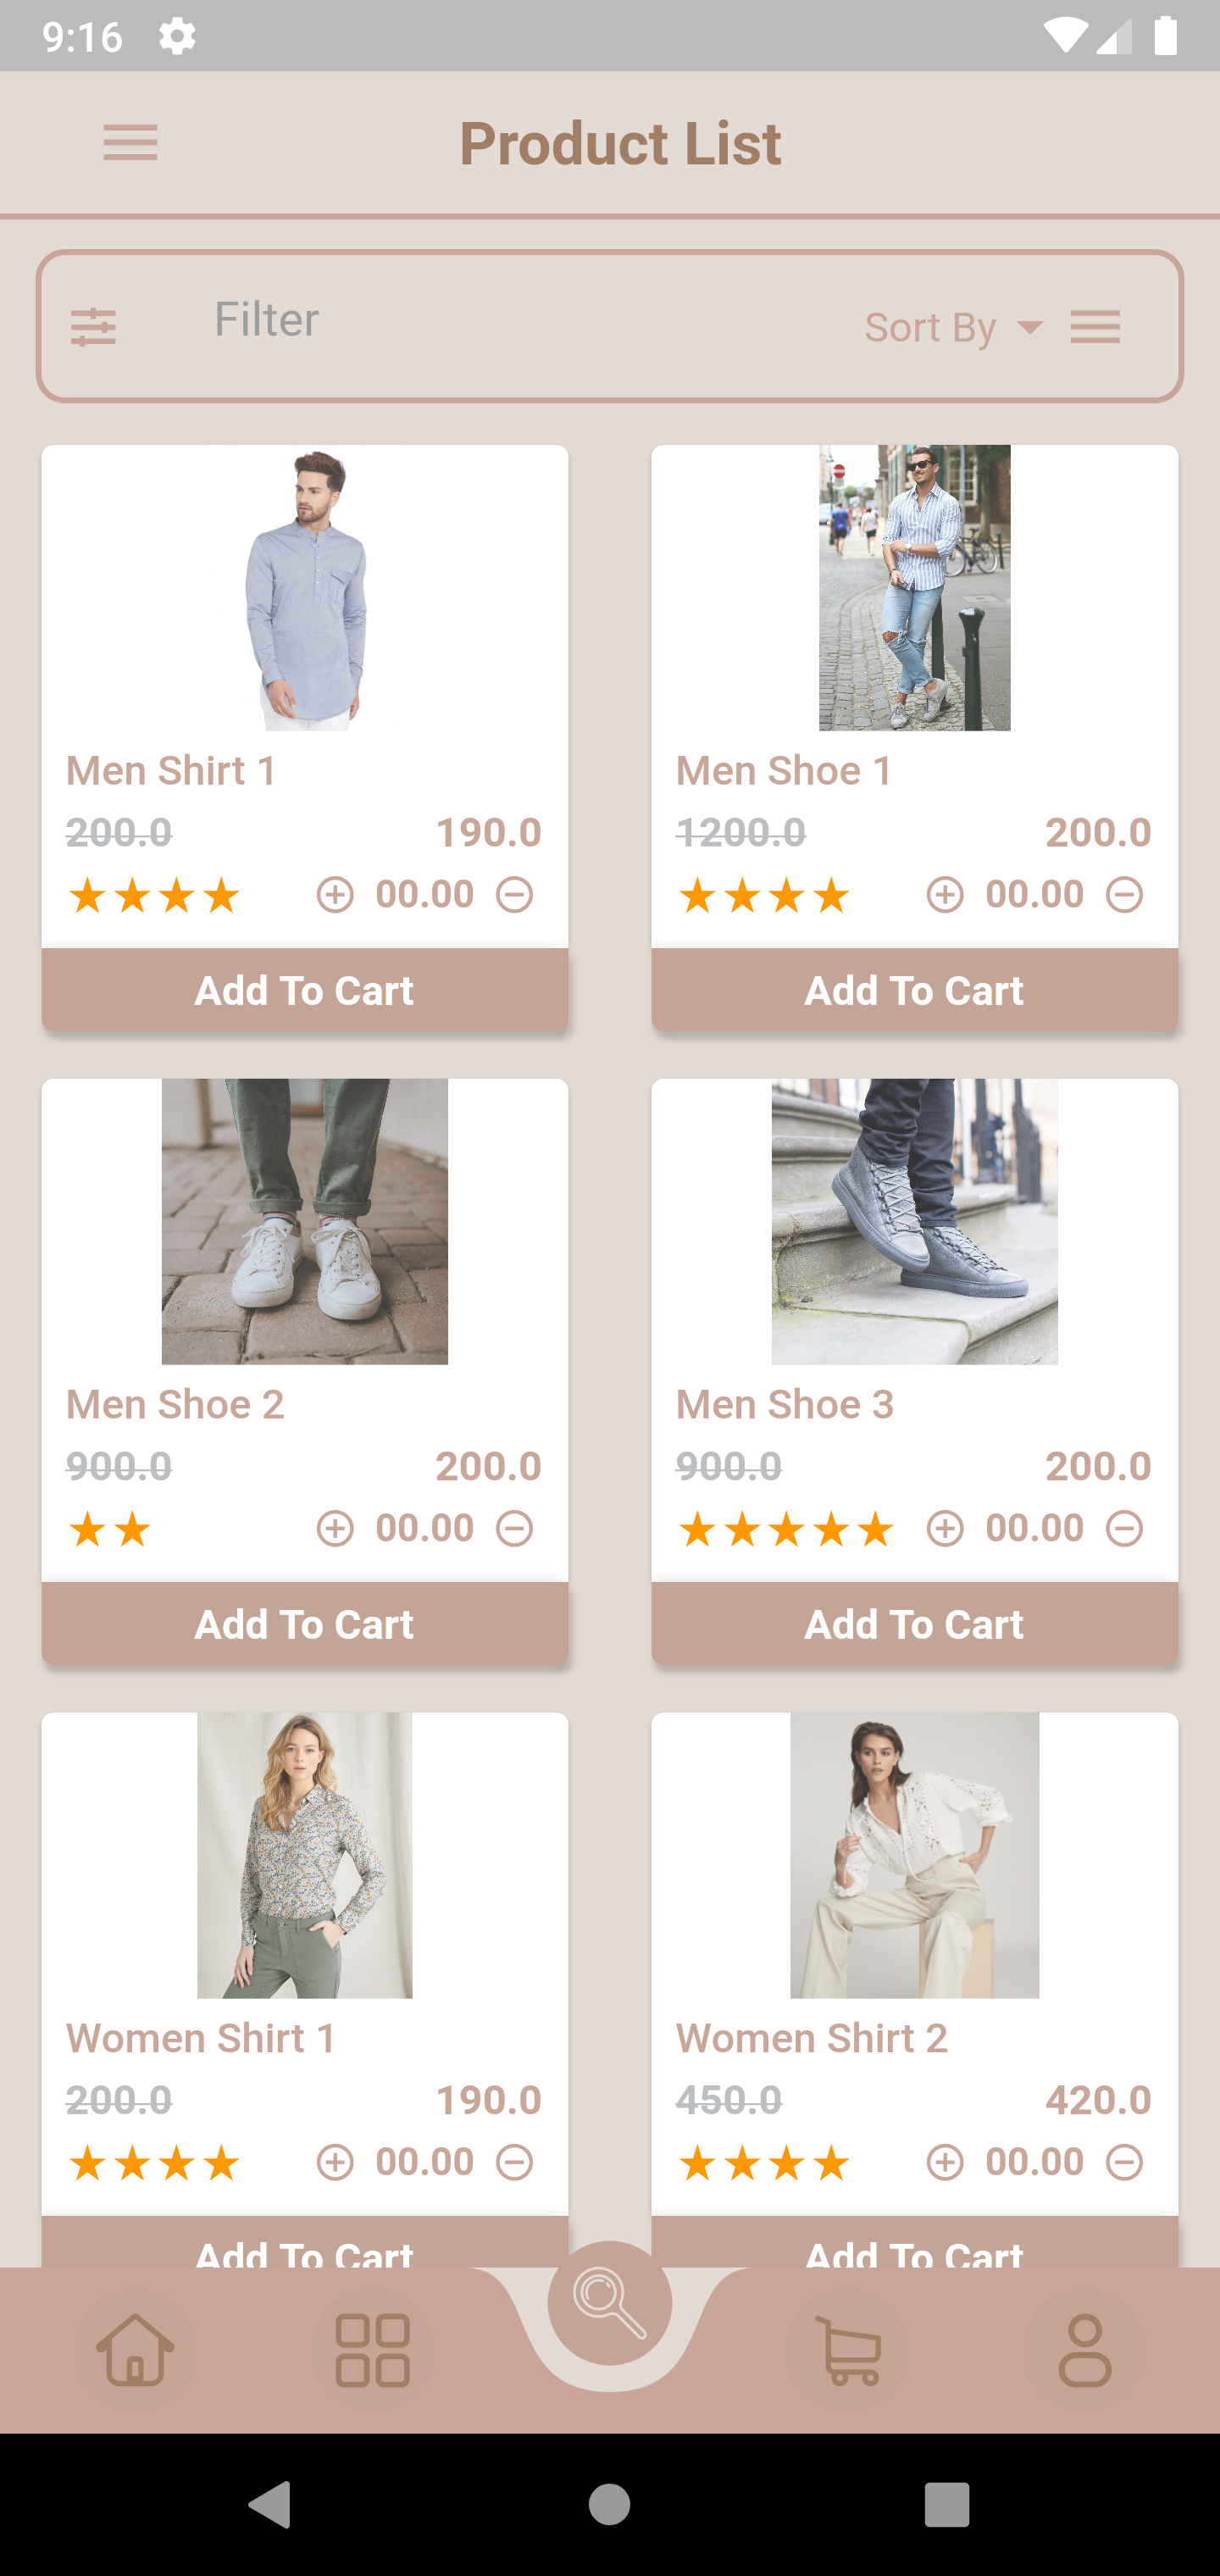 9:16
Product List
Filter
Sort By
Men Shirt 1
200.0 190.0
00.00
Add To Cart
Men Shoe 1
1200.0 200.0
00.00
Add To Cart
Men Shoe 2
900.0 200.0
00.00
Add To Cart
Men Shoe 3
900.0 200.0
00.00
Add To Cart
Women Shirt 1
200.0 190.0
00.00
Add To Cart
Women Shirt 2
450.0 420.0
00.00
Add To Cart